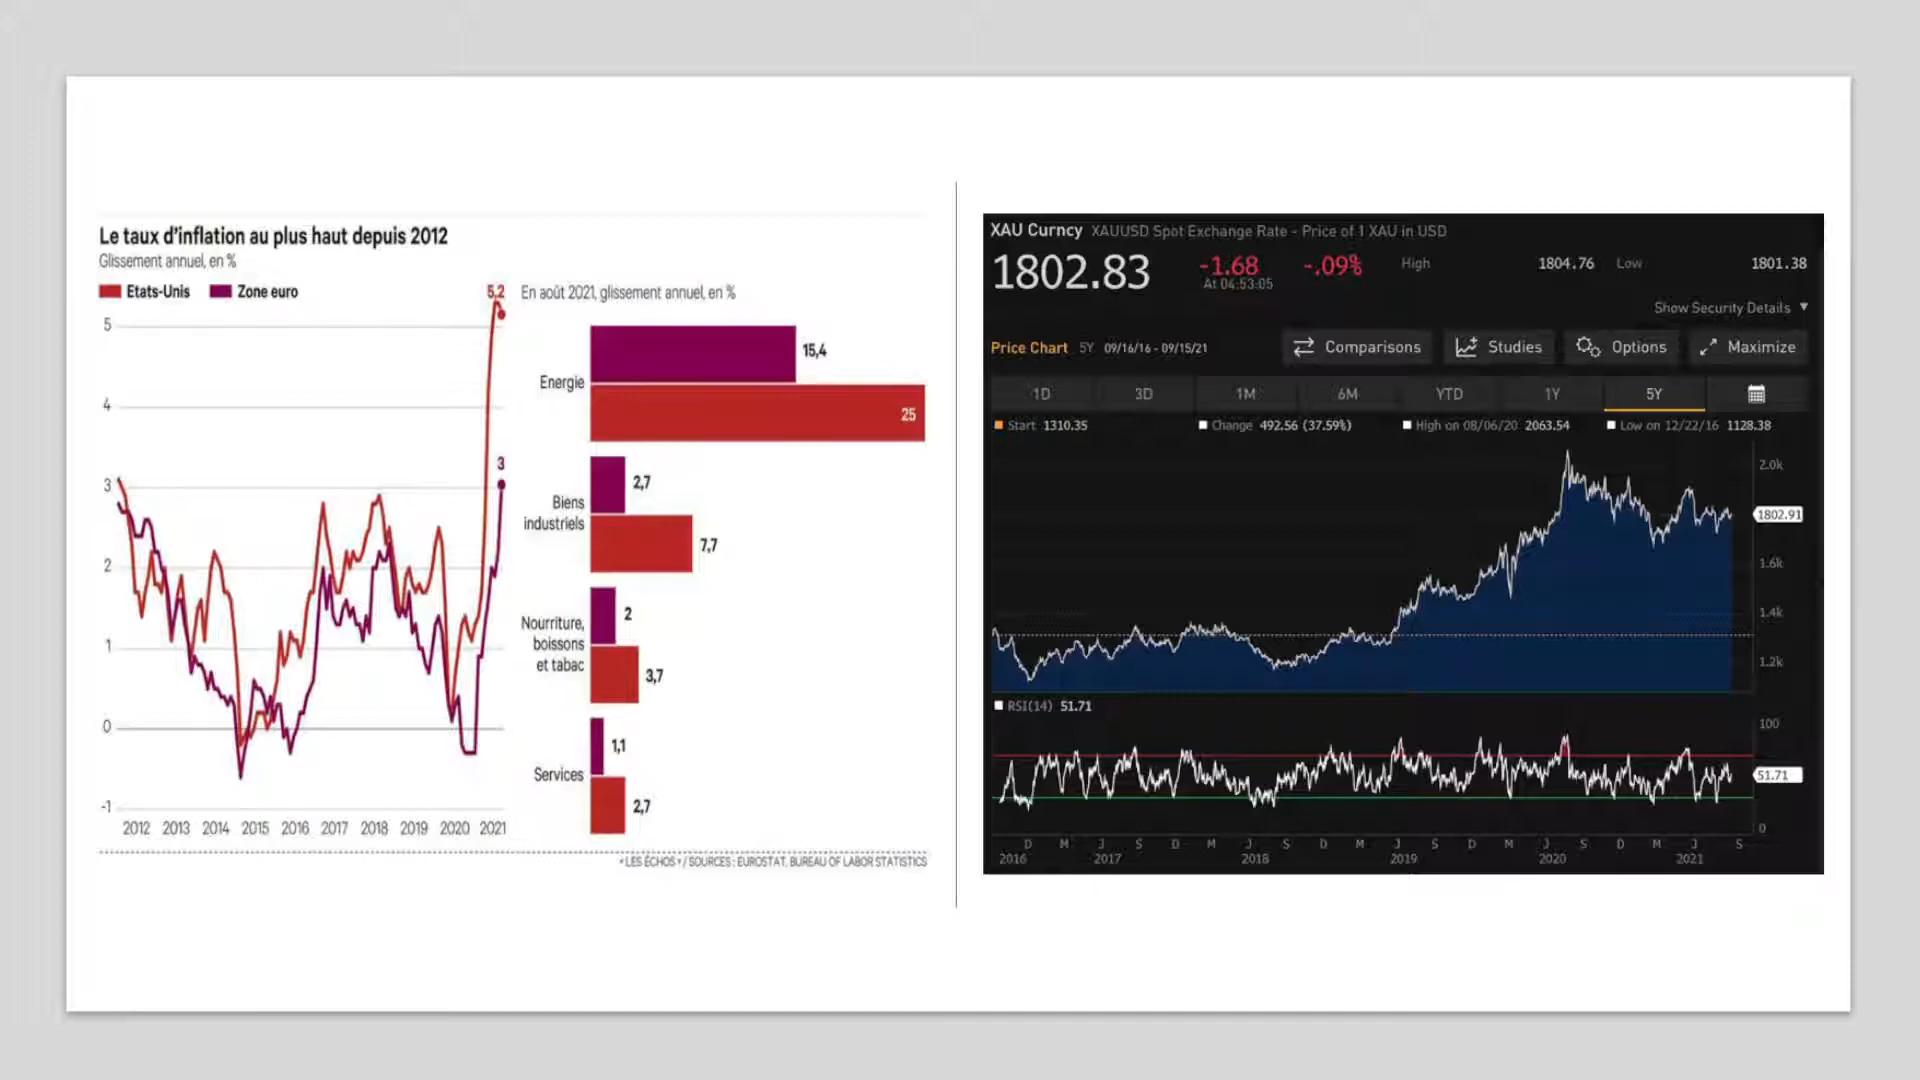 Le taux d'inflation au plus haut depuis 2012
Glissement annuel, en %
Etats-Unis Zone euro
5,2
5
4
3
3
2
1
0
-1
2012 2013 2014 2015 2016 2017 2018 2019 2020 2021
En août 2021, glissement annuel, en %
Energie
15,4
25
Biens
industriels
2,7
7,7
Nourriture,
boissons
et tabac
2
3,7
Services
1,1
2,7
« LES ÉCHOS » / SOURCES : EUROSTAT, BUREAU OF LABOR STATISTICS
XAU Curncy XAUUSD Spot Exchange Rate - Price of 1 XAU in USD
1802.83 -1.68 -.09% High 1804.76 Low 1801.38
At 04:53:05
Show Security Details
Price Chart 5Y 09/16/16 - 09/15/21 Comparisons Studies Options Maximize
1D 3D 1M 6M YTD 1Y 5Y
Start 1310.35 Change 492.56 (37.59%) High on 08/06/20 2063.54 Low on 12/22/16 1128.38
2.0k
1802.91
1.6k
1.4k
1.2k
RSI(14) 51.71
100
51.71
0
D M J S D M J S D M J S D M J S D M J S
2016 2017 2018 2019 2020 2021